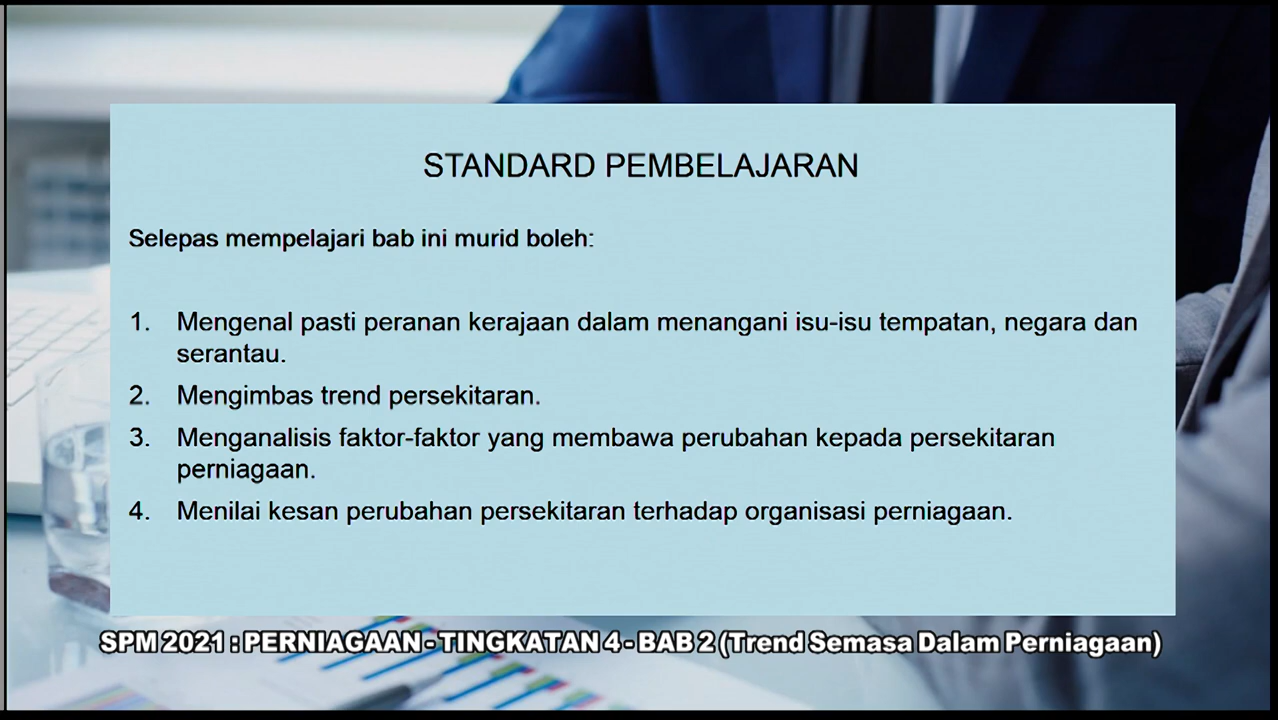 STANDARD PEMBELAJARAN
Selepas mempelajari bab ini murid boleh:
1. Mengenal pasti peranan kerajaan dalam menangani isu-isu tempatan, negara dan
serantau.
2. Mengimbas trend persekitaran.
3. Menganalisis faktor-faktor yang membawa perubahan kepada persekitaran
perniagaan.
4. Menilai kesan perubahan persekitaran terhadap organisasi perniagaan.
SPM 2021 : PERNIAGAAN - TINGKATAN 4 - BAB 2 (Trend Semasa Dalam Perniagaan)